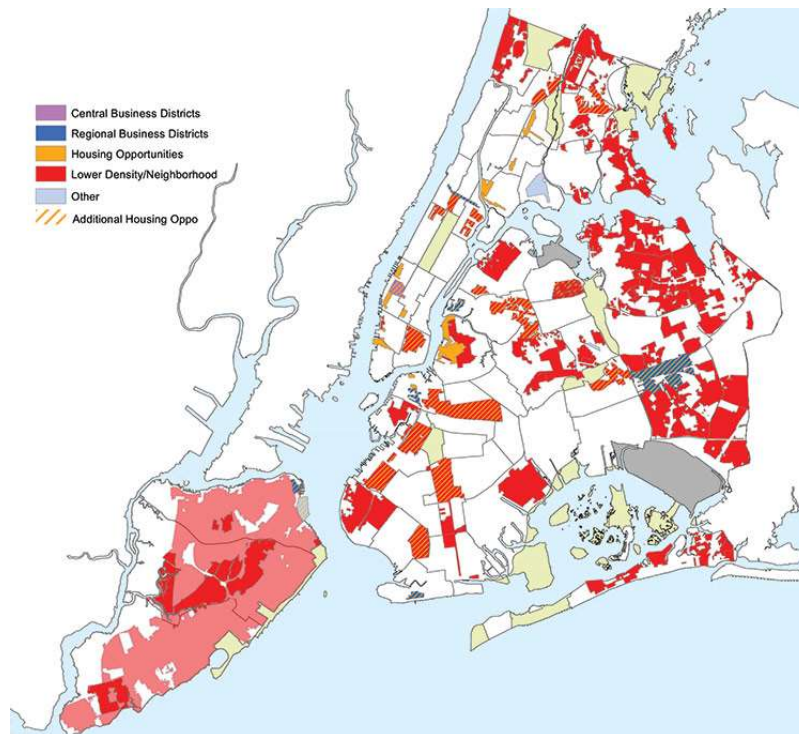 Central Business Districts
Regional Business Districts
Housing Opportunities
Lower Density/Neighborhood
Other
Additional Housing Oppo